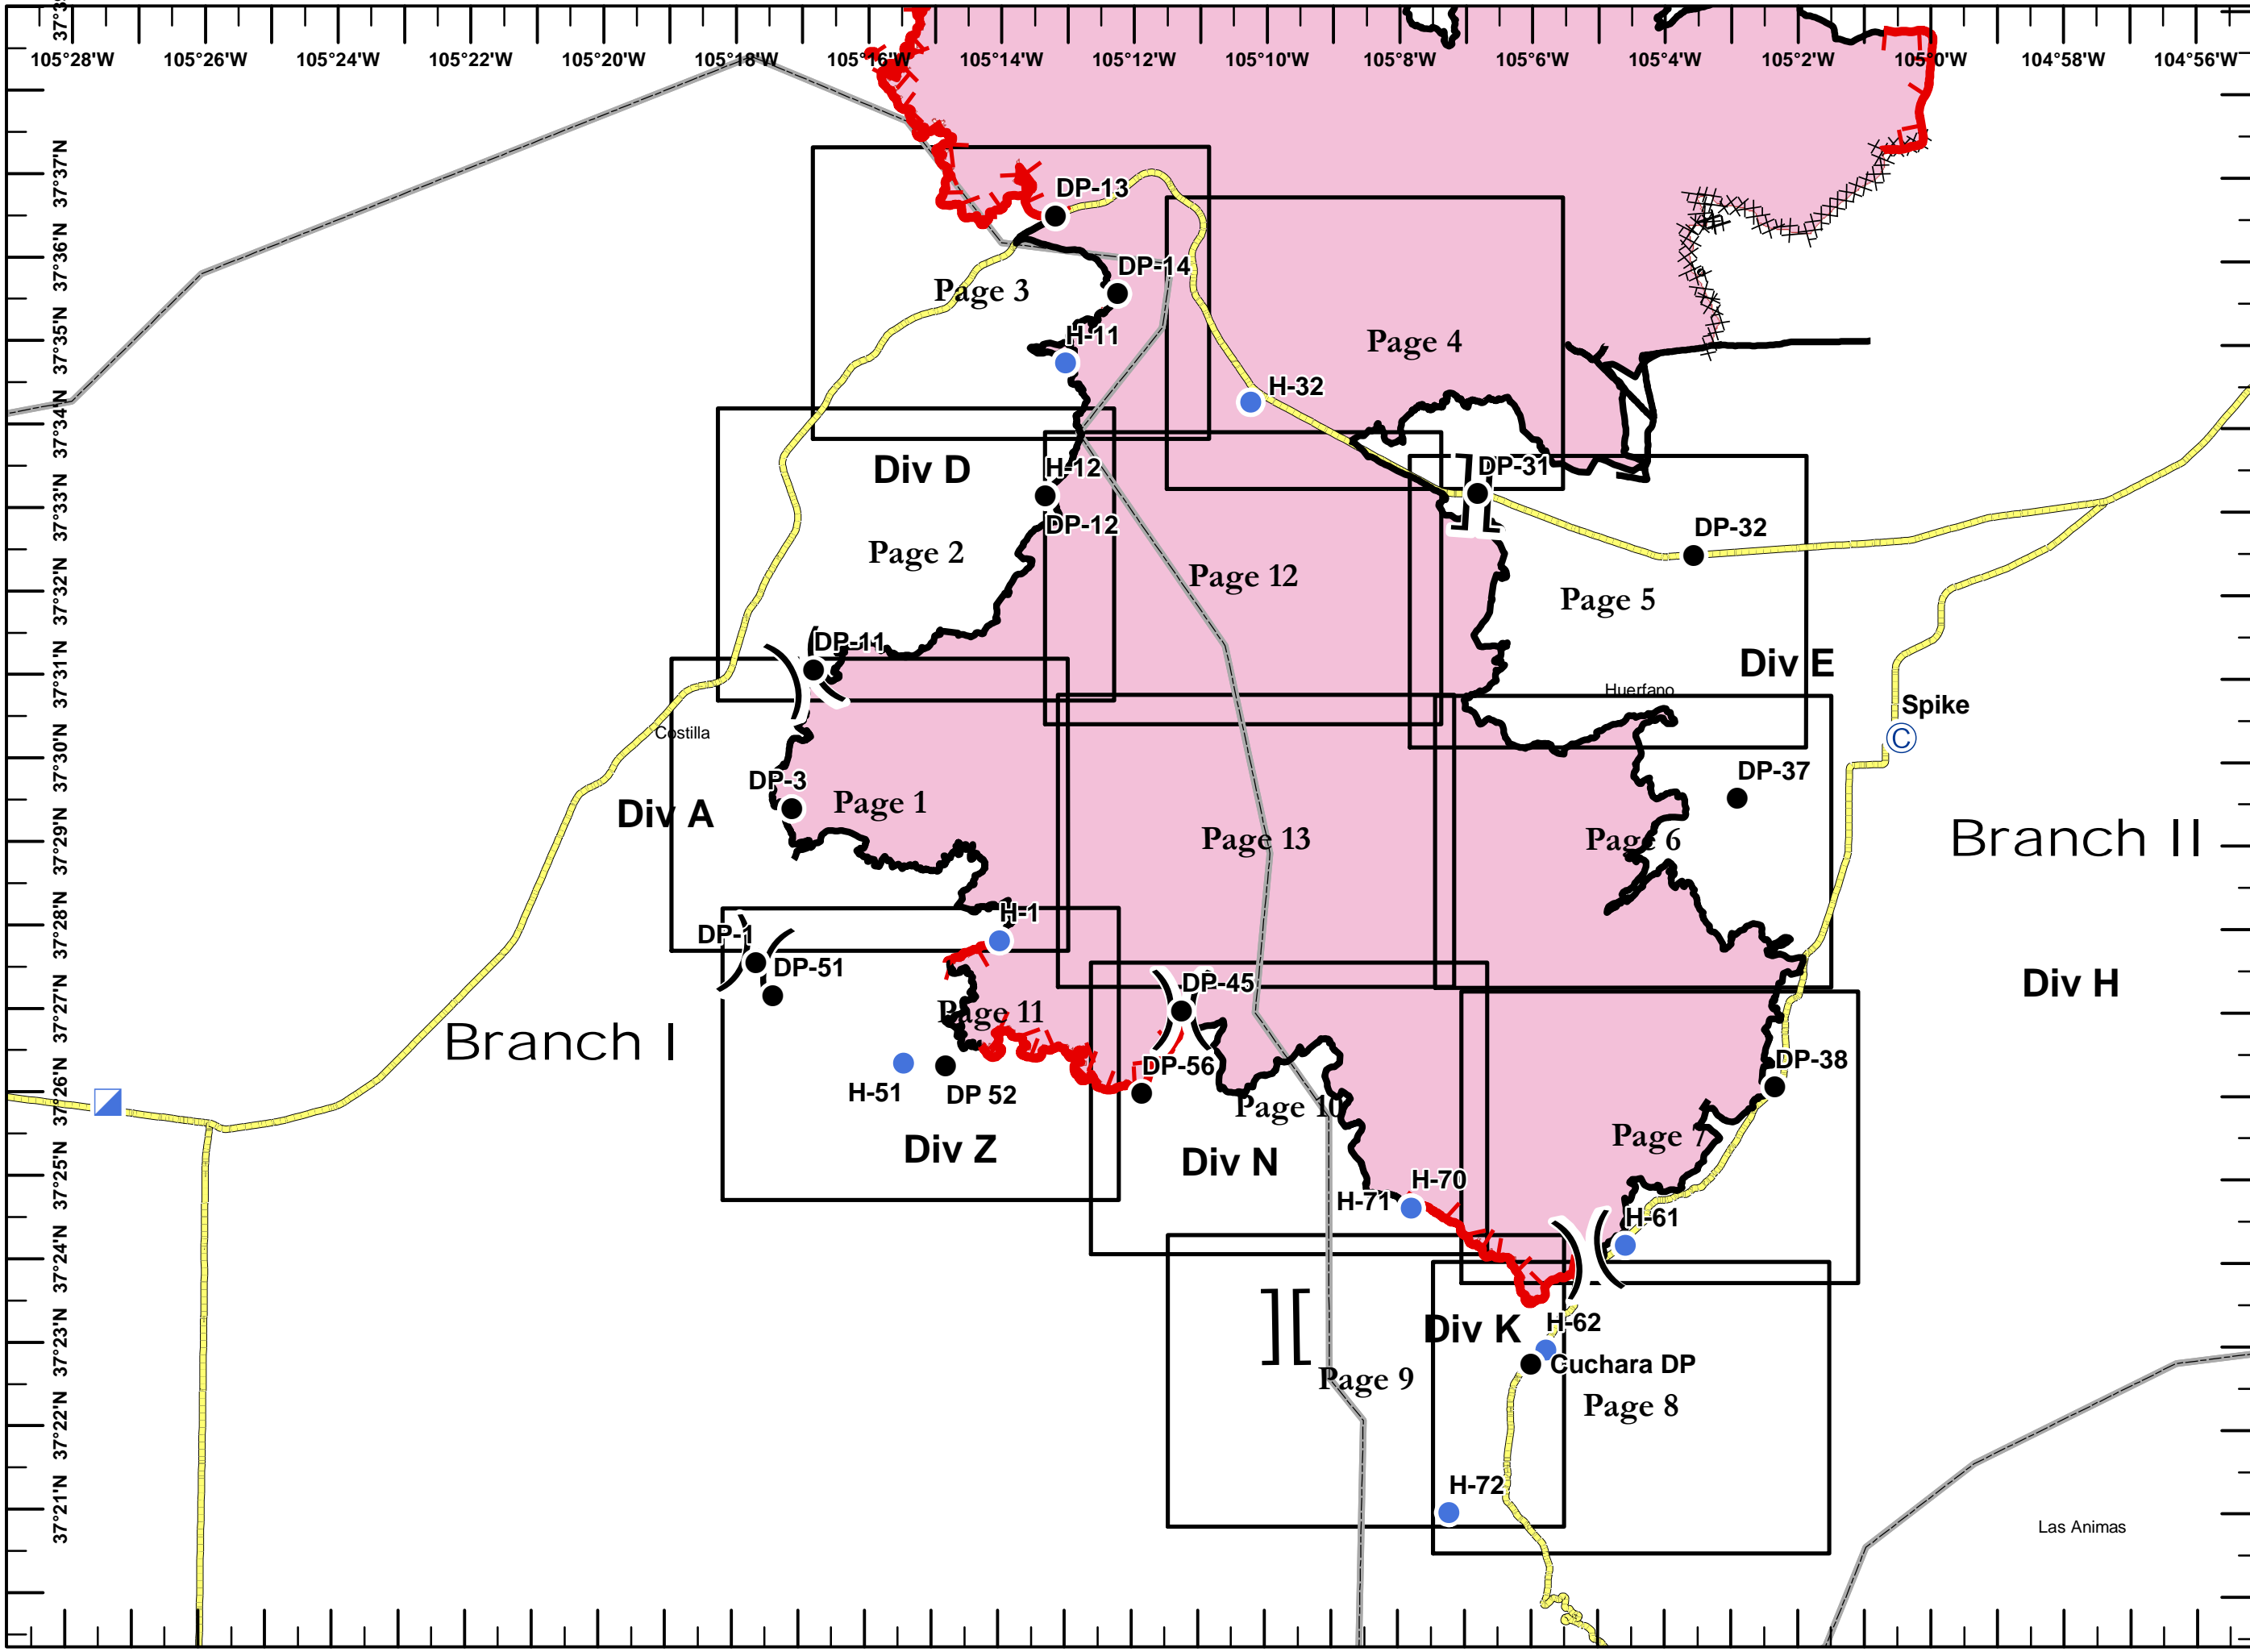 105°28'W 105°26'W 105°24'W 105°22'W 105°20'W 105°18'W 105°16'W 105°14'W 105°12'W 105°10'W 105°8'W 105°6'W 105°4'W 105°2'W 105°0'W 104°58'W 104°56'W
37°37'N
37°36'N
37°35'N
37°34'N
37°33'N
37°32'N
37°31'N
37°30'N
37°29'N
37°28'N
37°27'N
37°26'N
37°25'N
37°24'N
37°23'N
37°22'N
37°21'N
DP-13
DP-14
Page 3
H-11
Page 4
H-32
Div D
H-12
DP-31
DP-12
DP-32
Page 2
Page 12
Page 5
DP-11
Div E
Huerfano
Spike
C
Costilla
DP-37
DP-3
Page 1
Div A
Page 13
Page 6
Branch II
H-1
DP-1
DP-51
DP-45
Div H
Page 11
Branch I
DP-56
DP-38
H-51
DP 52
Page 10
Page 7
Div Z
Div N
H-70
H-71
H-61
][
Div K
H-62
Cuchara DP
Page 9
Page 8
H-72
Las Animas